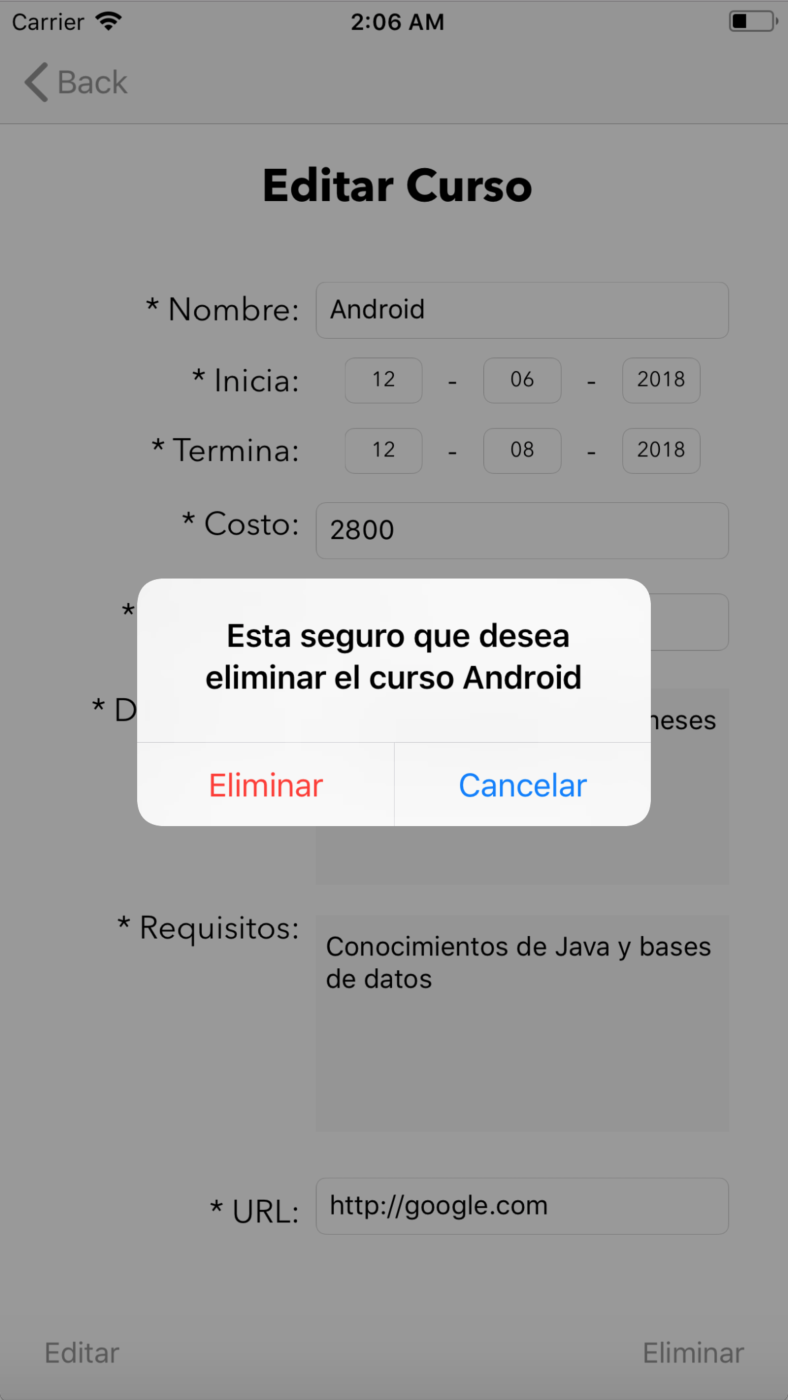 Carrier 2:06 AM
Back
Editar Curso
* Nombre: Android
* Inicia: 12 - 06 - 2018
* Termina: 12 - 08 - 2018
* Costo: 2800
*
Esta seguro que desea
eliminar el curso Android
* D
Eliminar Cancelar
* Requisitos: Conocimientos de Java y bases
de datos
* URL: http://google.com
Editar Eliminar